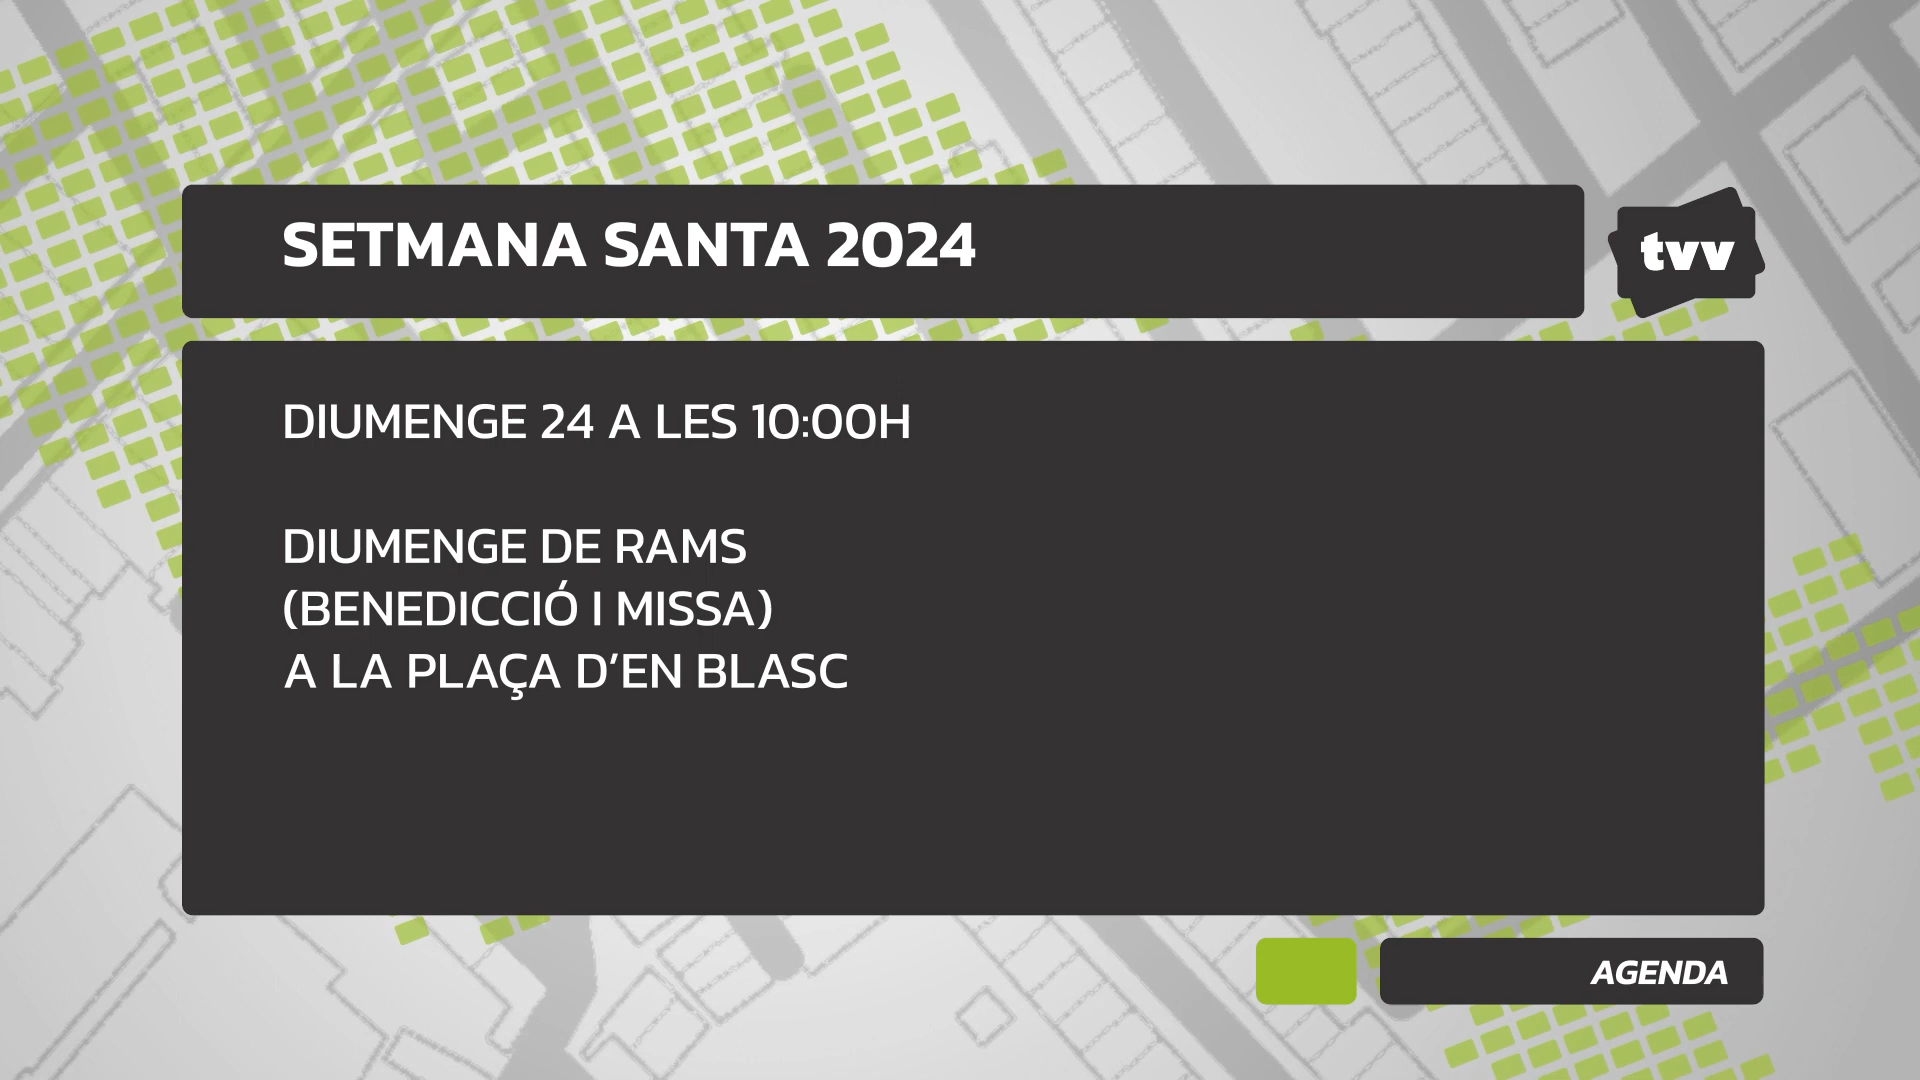 SETMANA SANTA 2024
tvv
DIUMENGE 24 A LES 10:00H
DIUMENGE DE RAMS
(BENEDICCIÓ I MISSA)
A LA PLAÇA D'EN BLASC
AGENDA